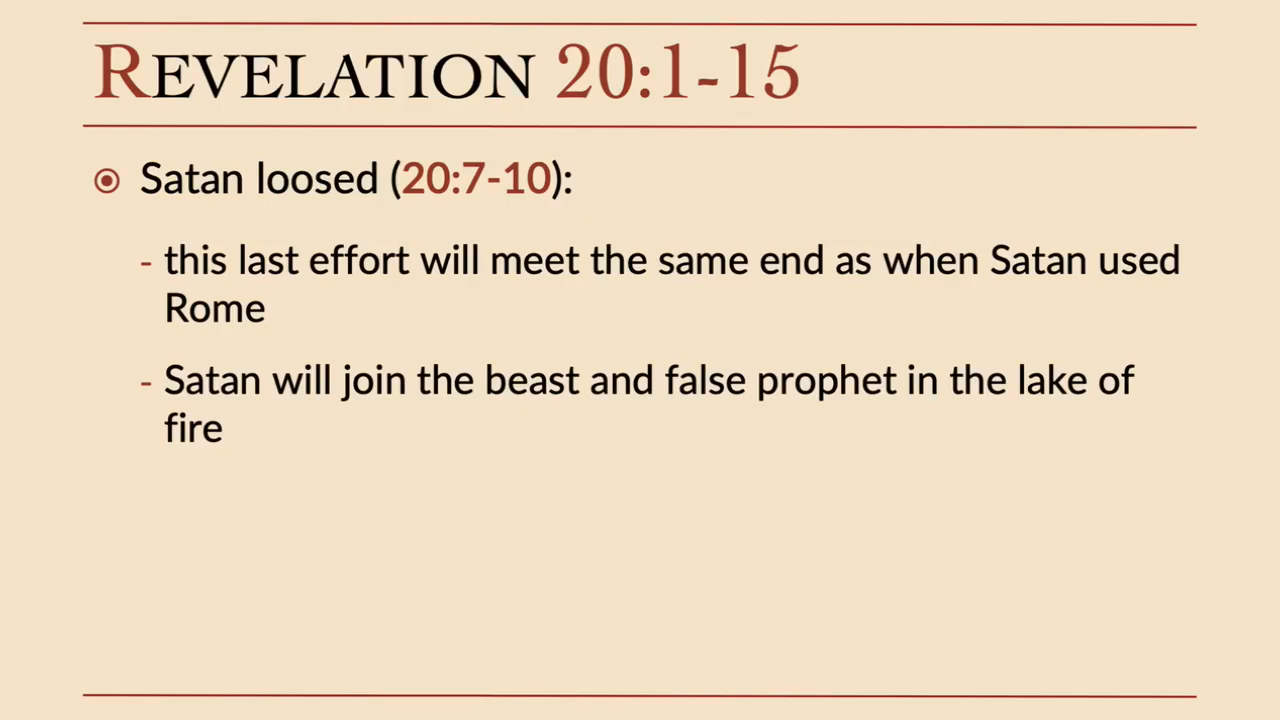 REVELATION 20:1-15
Satan loosed (20:7-10):
- this last effort will meet the same end as when Satan used
Rome
- Satan will join the beast and false prophet in the lake of
fire